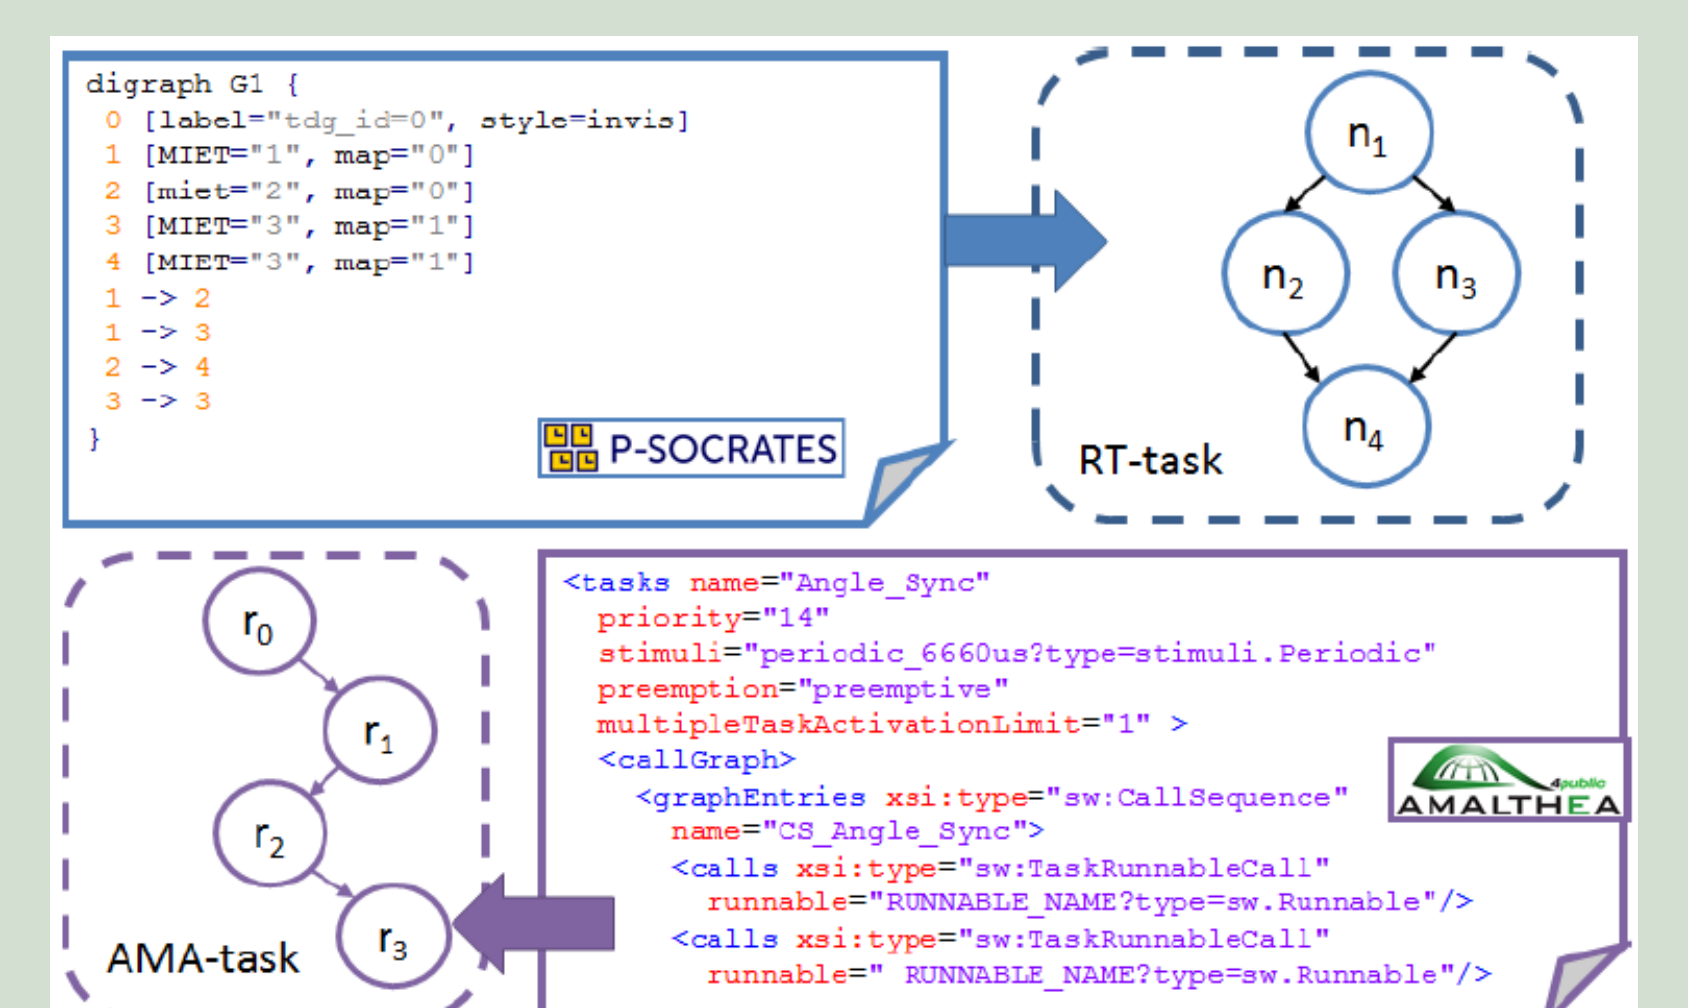 digraph G1 {
0 [label="tdg_id=0", style=invis]
1 [MIET="1", map="0"]
2 [miet="2", map="0"]
3 [MIET="3", map="1"]
4 [MIET="3", map="1"]
1 -> 2
1 -> 3
2 -> 4
3 -> 3
}
P-SOCRATES
n1
n2
n3
n4
RT-task
r0
r1
r2
r3
AMA-task
<tasks name="Angle_Sync"
priority="14"
stimuli="periodic_6660us?type=stimuli.Periodic"
preemption="preemptive"
multipleTaskActivationLimit="1" >
<callGraph>
<graphEntries xsi:type="sw:CallSequence"
name="CS_Angle_Sync">
<calls xsi:type="sw:TaskRunnableCall"
runnable="RUNNABLE_NAME?type=sw.Runnable"/>
<calls xsi:type="sw:TaskRunnableCall"
runnable=" RUNNABLE_NAME?type=sw.Runnable"/>
4public
AMALTHEA